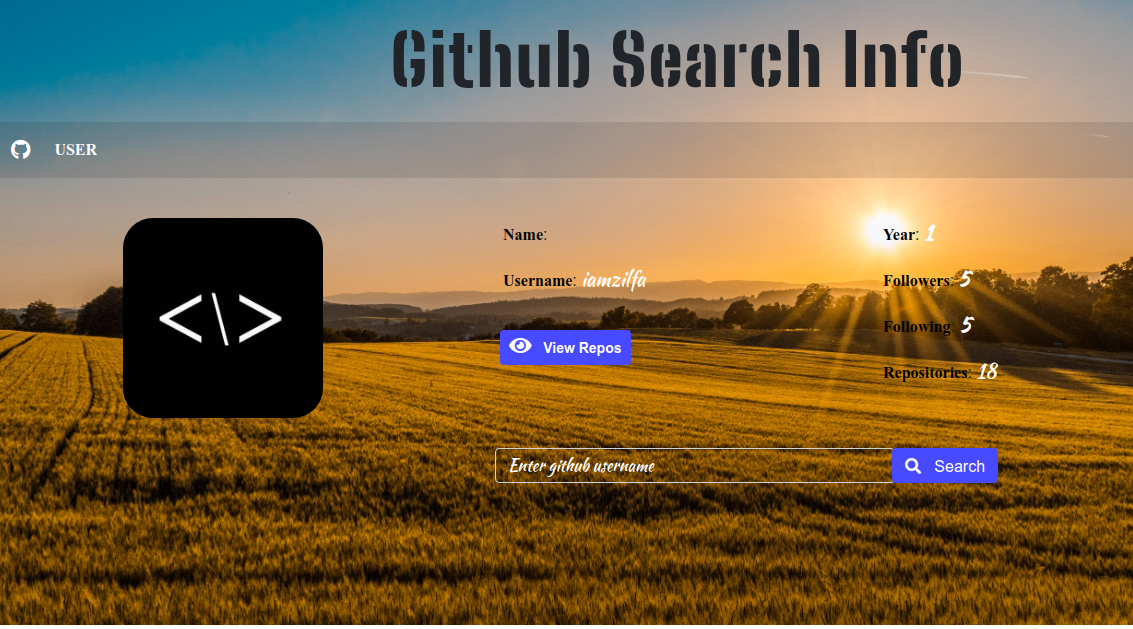 Github Search Info
USER
<\>
Name:
Username: iamzilfa
View Repos
Year: 1
Followers: 5
Following 5
Repositories: 18
Enter github username
Search